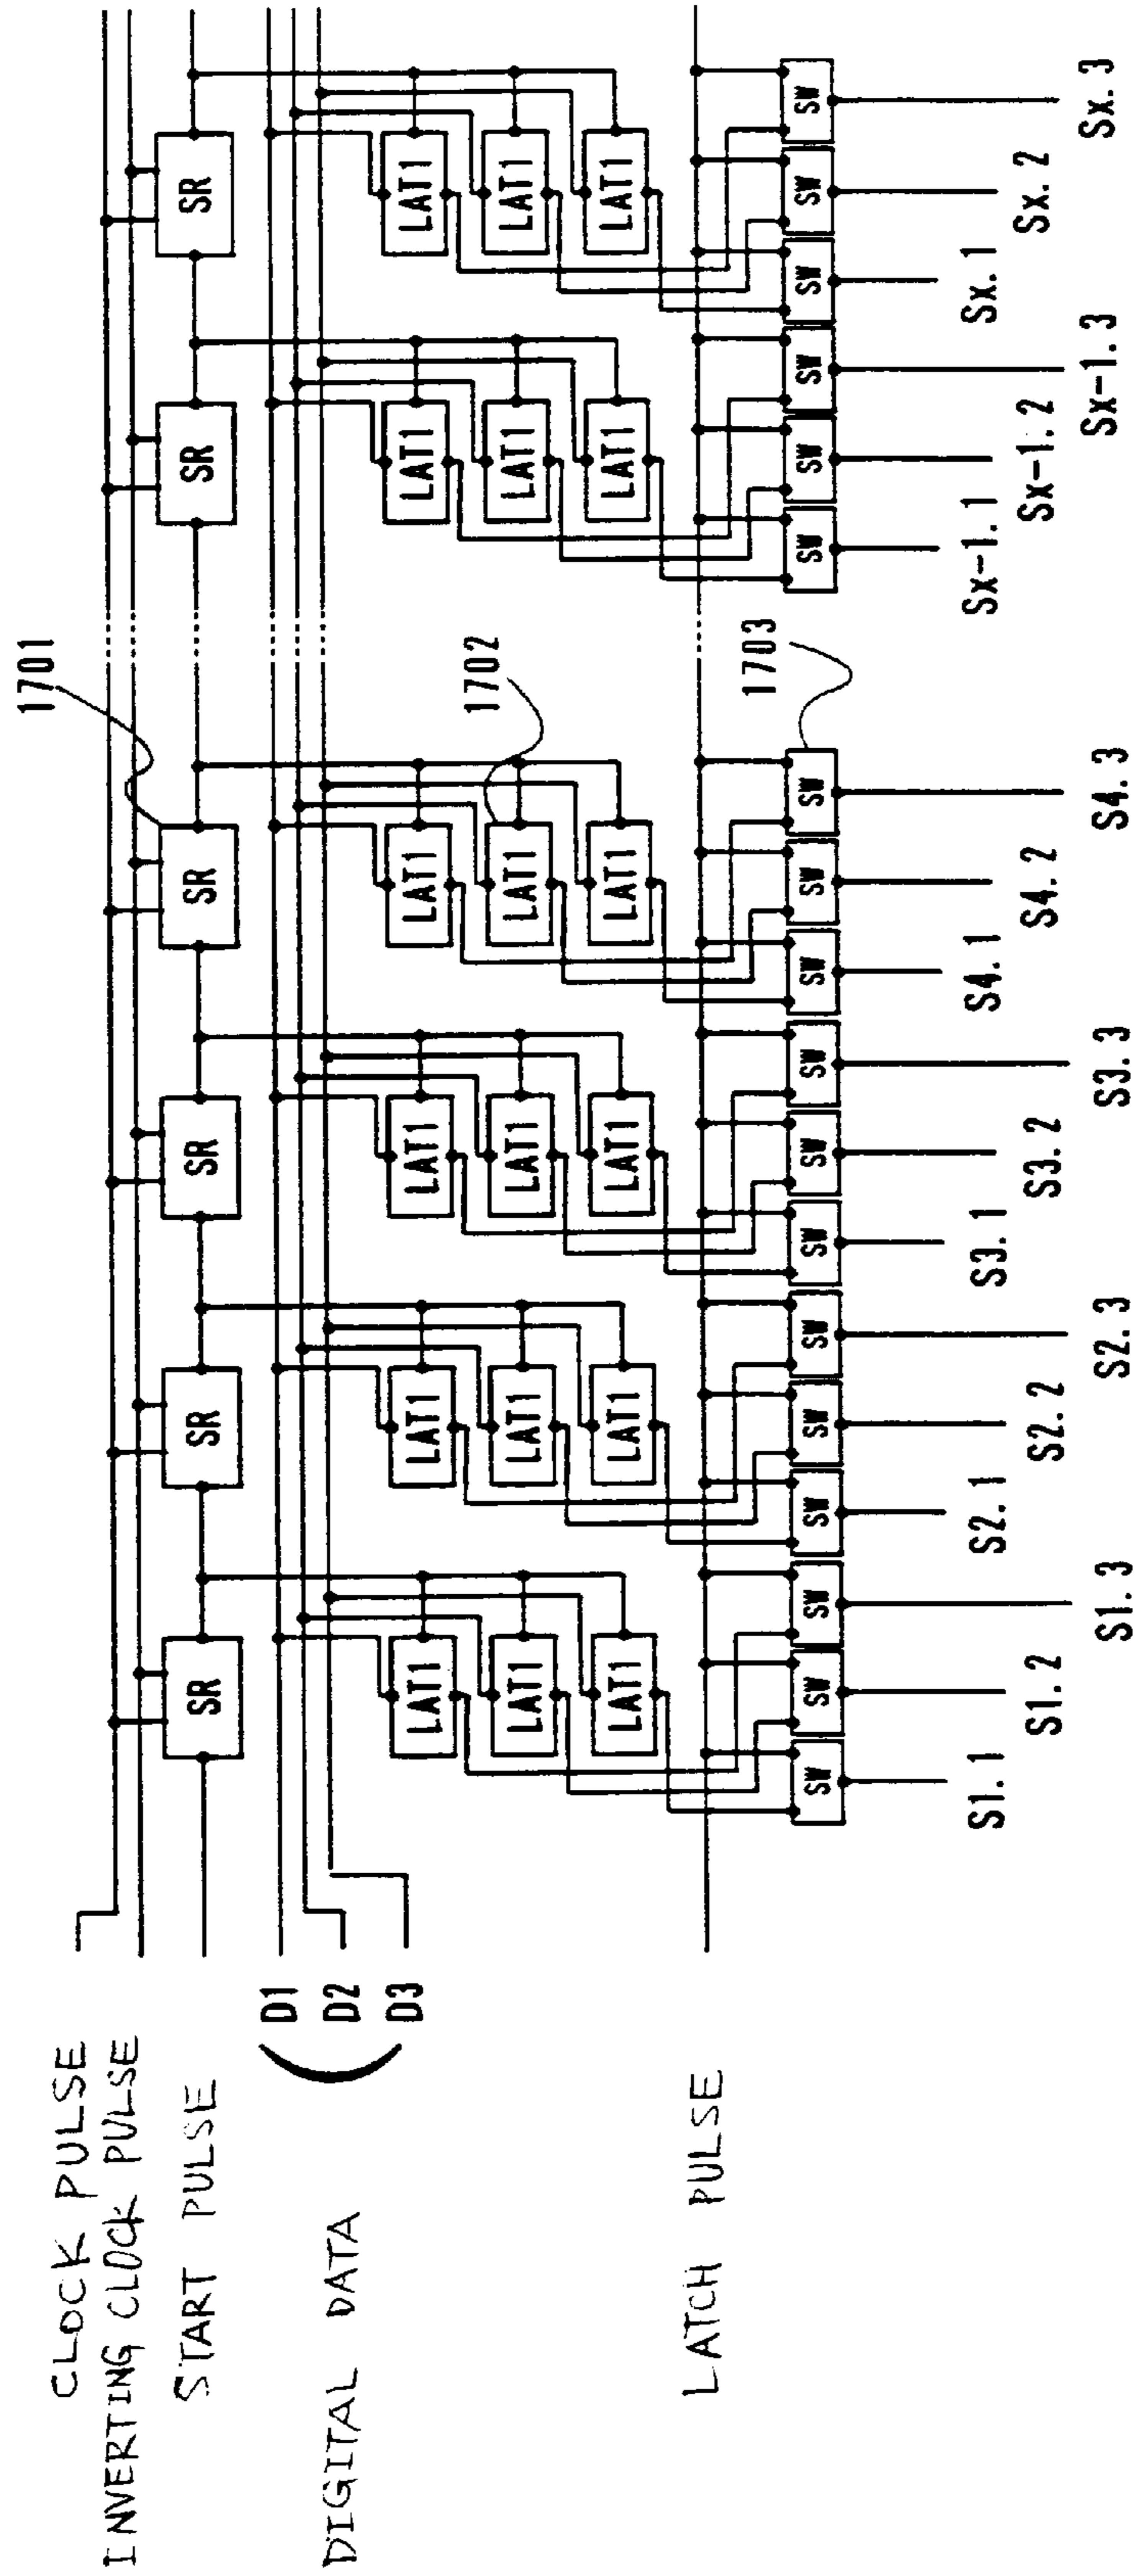 CLOCK PULSE
INVERTING CLOCK PULSE
START PULSE
DIGITAL DATA
D1
D2
D3
LATCH PULSE
1701
SR SR SR SR SR SR
1702
LAT1 LAT1 LAT1 LAT1 LAT1 LAT1
LAT1 LAT1 LAT1 LAT1 LAT1 LAT1
LAT1 LAT1 LAT1 LAT1 LAT1 LAT1
1703
SW SW SW SW SW SW SW SW SW SW SW SW SW SW SW SW SW SW
S1.1 S1.2 S1.3 S2.1 S2.2 S2.3 S3.1 S3.2 S3.3 S4.1 S4.2 S4.3 Sx-1.1 Sx-1.2 Sx-1.3 Sx.1 Sx.2 Sx.3